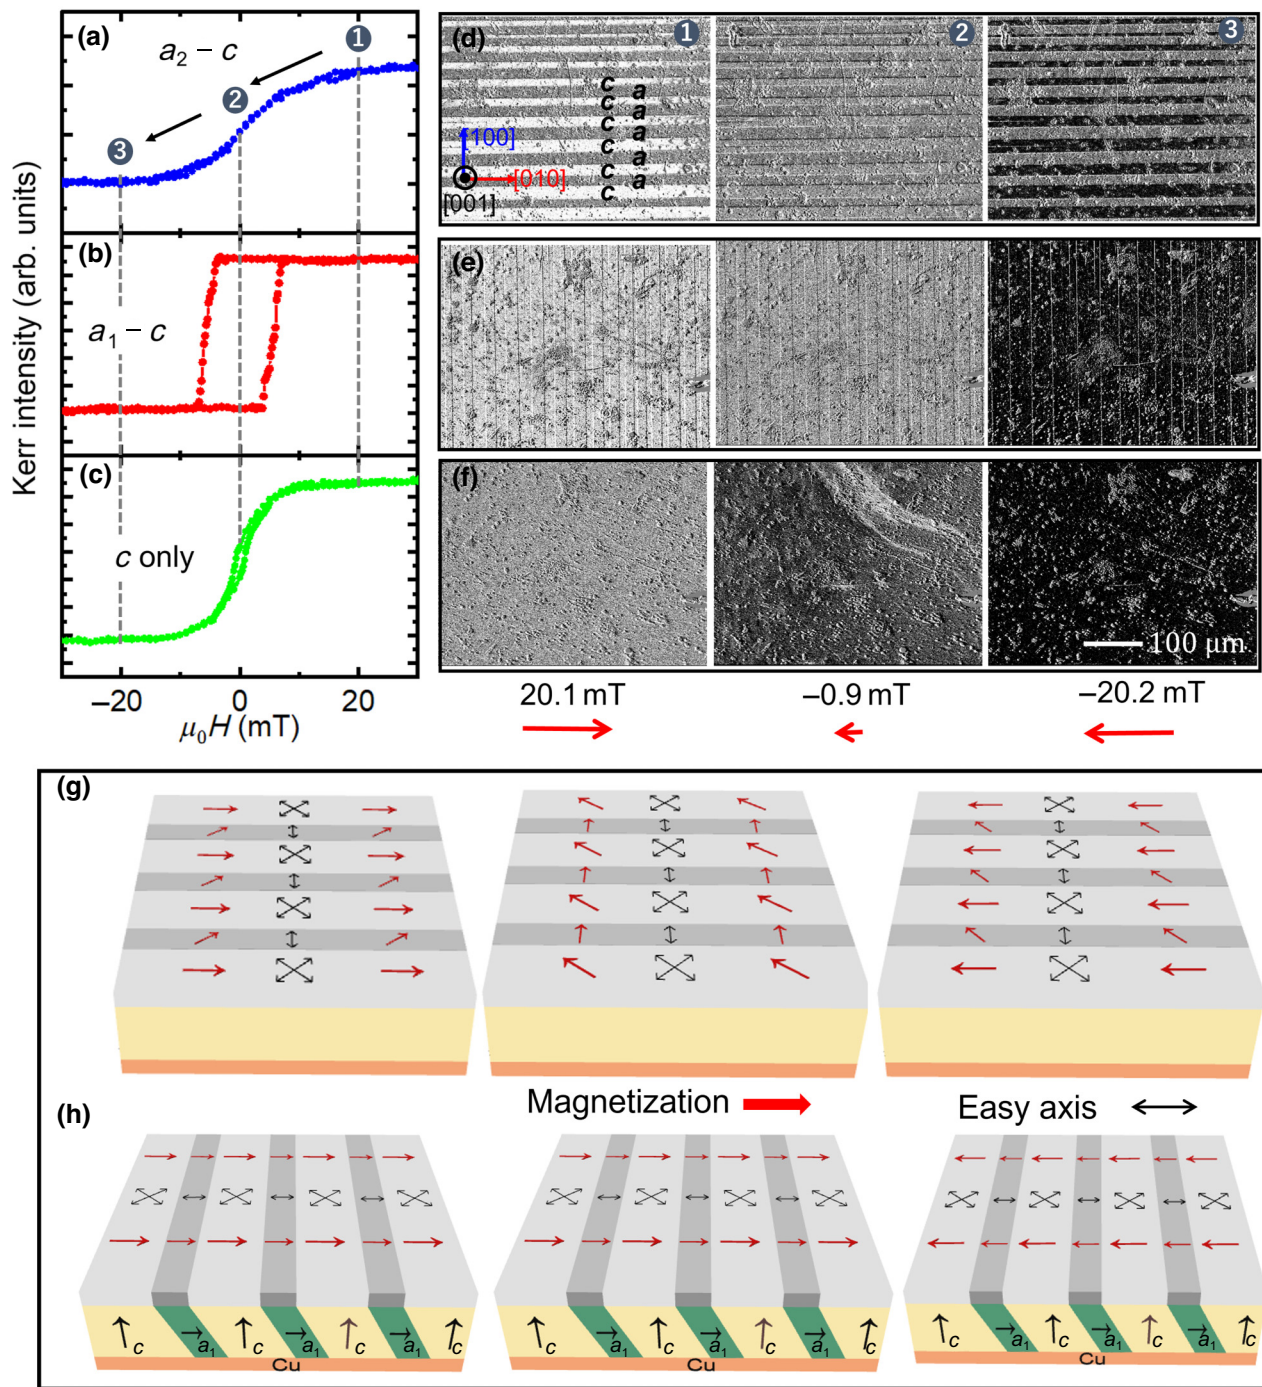 Kerr intensity (arb. units)
(a)
a₂ – c
1
2
3
(b)
a₁ – c
(c)
c only
–20
0
20
μ₀H (mT)
(d)
1
2
3
c
a
c
a
c
a
c
a
c
a
c
[100]
[010]
[001]
(e)
(f)
100 μm
20.1 mT
–0.9 mT
–20.2 mT
(g)
Magnetization
Easy axis
(h)
c a₁ c a₁ c a₁ c
Cu
c a₁ c a₁ c a₁ c
Cu
c a₁ c a₁ c a₁ c
Cu